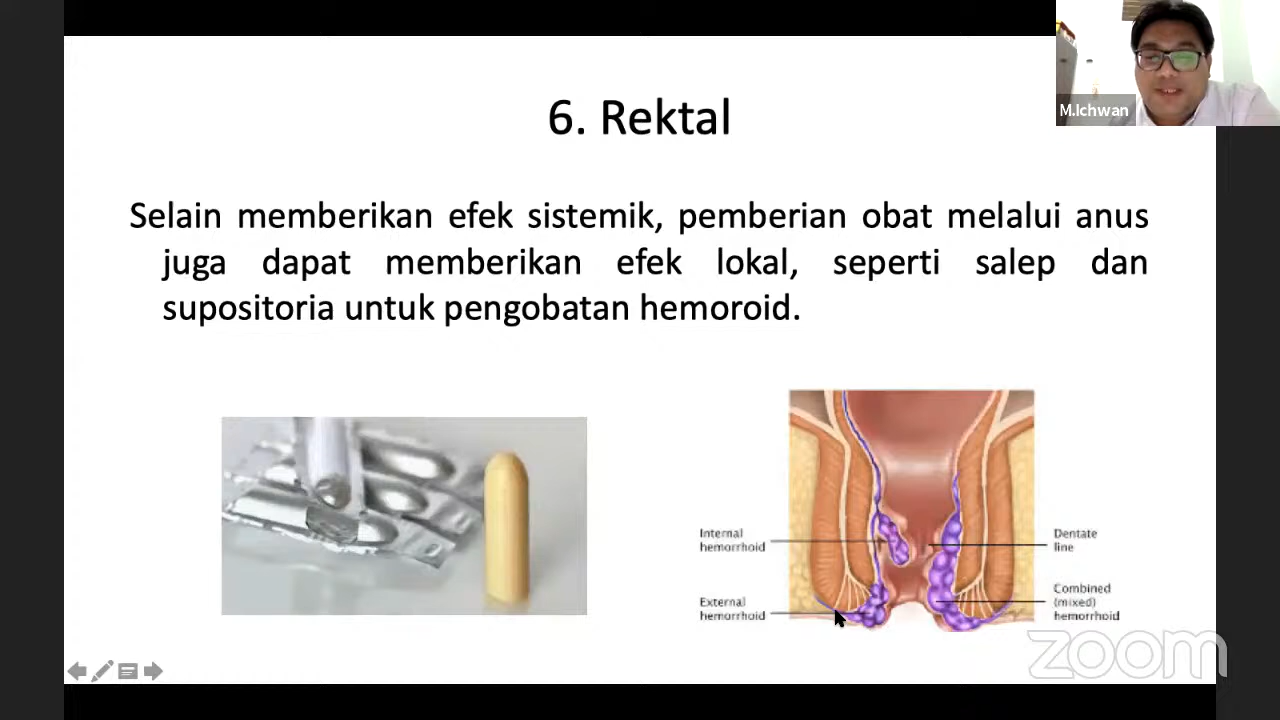 M.Ichwan
6. Rektal
Selain memberikan efek sistemik, pemberian obat melalui anus
juga dapat memberikan efek lokal, seperti salep dan
supositoria untuk pengobatan hemoroid.
Internal
hemorrhoid
External
hemorrhoid
Dentate
line
Combined
(mixed)
hemorrhoid
zoom